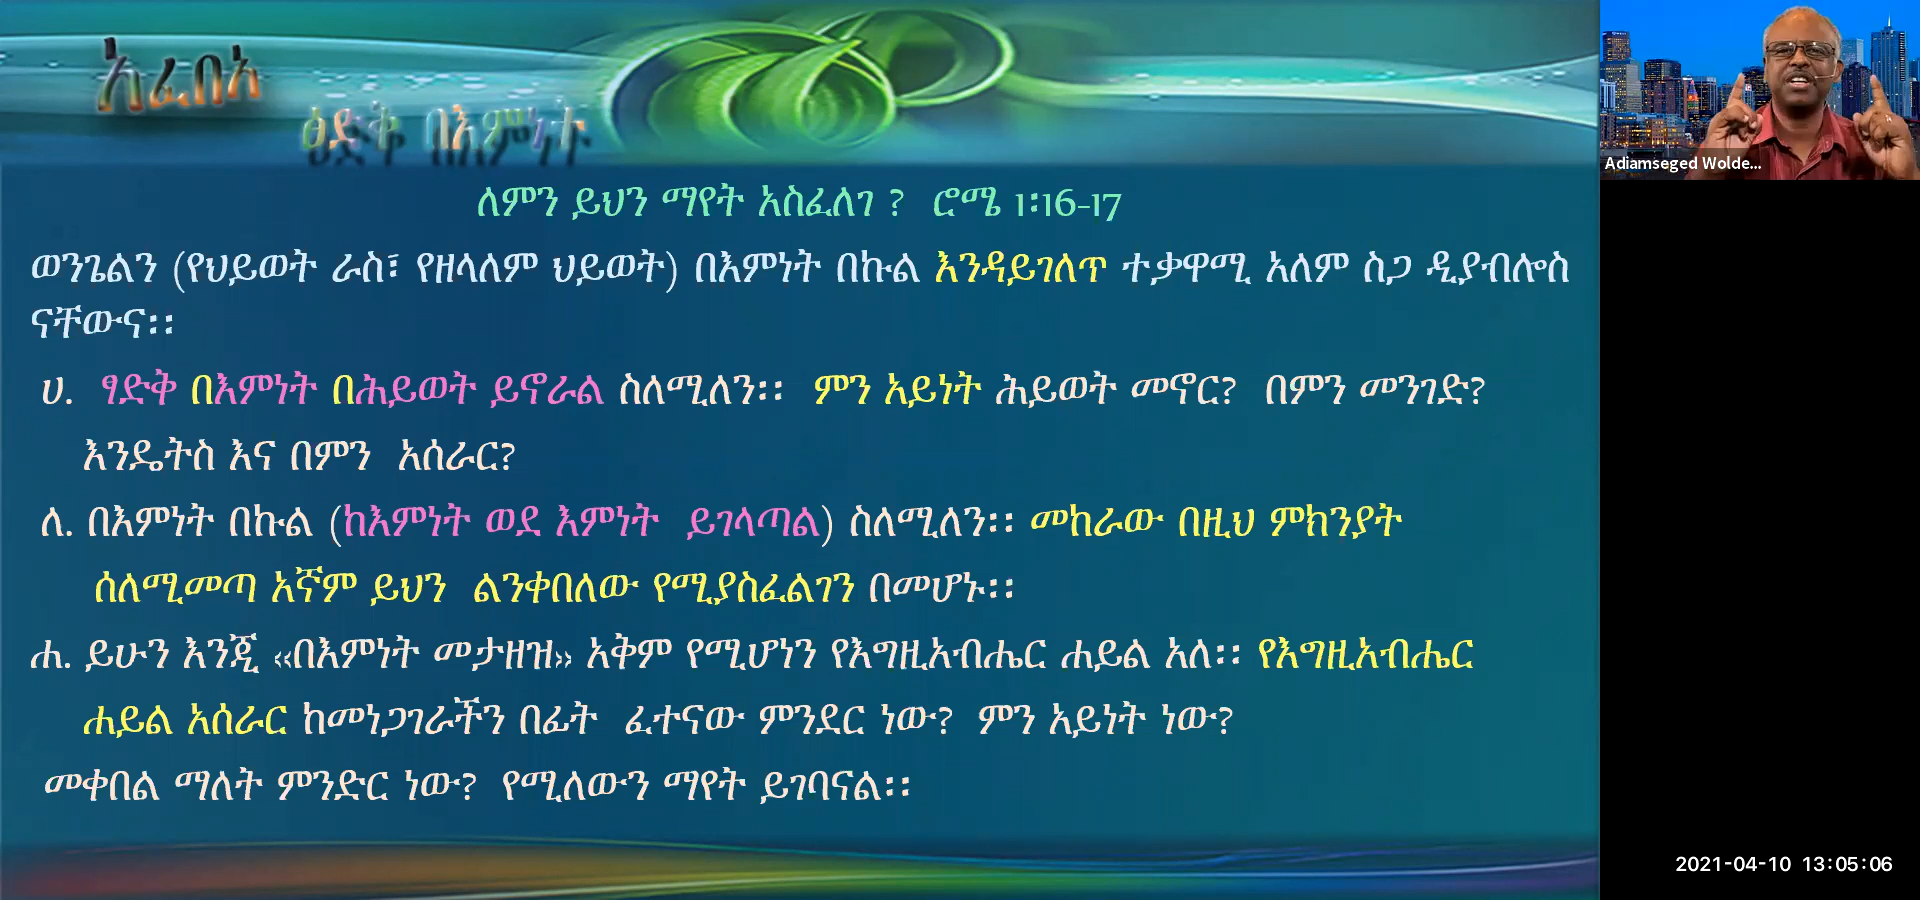 አፈበአ
ፅድቅ በእምነት
ለምን ይህን ማየት አስፈለገ ? ሮሜ 1፡16-17
ወንጌልን (የህይወት ራስ፣ የዘላለም ህይወት) በእምነት በኩል እንዳይገለጥ ተቃዋሚ አለም ስጋ ዲያብሎስ
ናቸውና፡፡
ሀ. ፃድቅ በእምነት በሕይወት ይኖራል ስለሚለን፡፡ ምን አይነት ሕይወት መኖር? በምን መንገድ?
እንዴትስ እና በምን አሰራር?
ለ. በእምነት በኩል (ከእምነት ወደ እምነት ይገላጣል) ስለሚለን፡፡ መከራው በዚህ ምክንያት
ሰለሚመጣ እኛም ይህን ልንቀበለው የሚያስፈልገን በመሆኑ፡፡
ሐ. ይሁን እንጂ ‹‹በእምነት መታዘዝ›› አቅም የሚሆነን የእግዚአብሔር ሐይል አለ፡፡ የእግዚአብሔር
ሐይል አሰራር ከመነጋገራችን በፊት ፈተናው ምንደር ነው? ምን አይነት ነው?
መቀበል ማለት ምንድር ነው? የሚለውን ማየት ይገባናል፡፡
Adiamseged Wolde...
2021-04-10 13:05:06